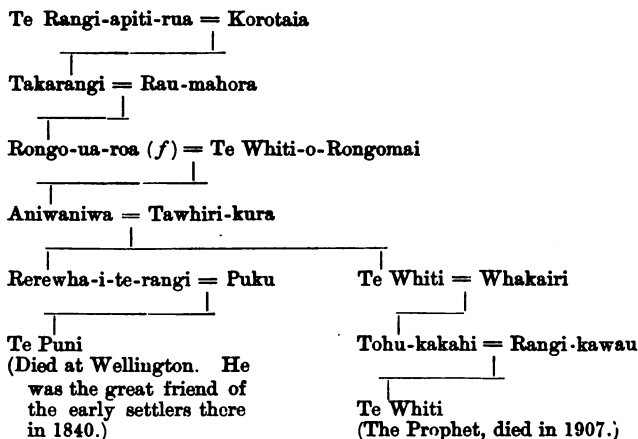 Te Rangi-apiti-rua = Korotaia
Takarangi = Rau-mahora
Rongo-ua-roa (f) = Te Whiti-o-Rongomai
Aniwaniwa = Tawhiri-kura
Rerewha-i-te-rangi = Puku
Te Whiti = Whakairi
Te Puni
(Died at Wellington. He
was the great friend of
the early settlers there
in 1840.)
Tohu-kakahi = Rangi-kawau
Te Whiti
(The Prophet, died in 1907.)